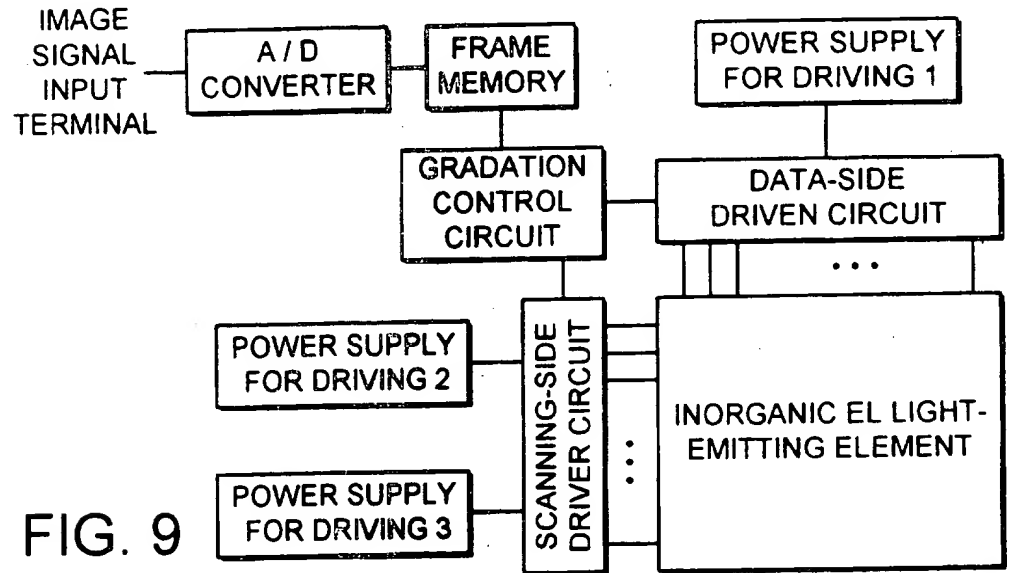 IMAGE
SIGNAL
INPUT
TERMINAL
A / D
CONVERTER
FRAME
MEMORY
POWER SUPPLY
FOR DRIVING 1
GRADATION
CONTROL
CIRCUIT
DATA-SIDE
DRIVEN CIRCUIT
• • •
POWER SUPPLY
FOR DRIVING 2
SCANNING-SIDE
DRIVER CIRCUIT
• • •
INORGANIC EL LIGHT-
EMITTING ELEMENT
POWER SUPPLY
FOR DRIVING 3
FIG. 9